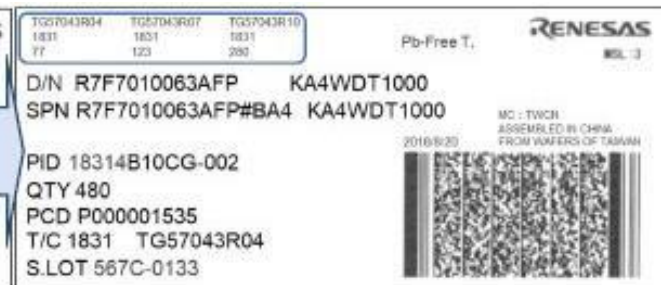 S
TG57043R04 TG57043R07 TG57043R10
1831 1831 1831
77 123 280
Pb-Free T.
RENESAS
MSL : 3
D/N R7F7010063AFP KA4WDT1000
SPN R7F7010063AFP#BA4 KA4WDT1000
MC : TWCN
ASSEMBLED IN CHINA
FROM WAFERS OF TAIWAN
2018/8/20
PID 18314B10CG-002
QTY 480
PCD P000001535
T/C 1831 TG57043R04
S.LOT 567C-0133